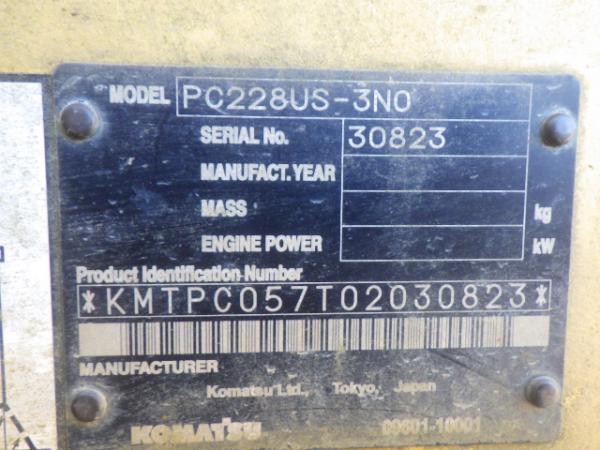 MODEL PC228US-3N0
SERIAL No. 30823
MANUFACT. YEAR
MASS kg
ENGINE POWER kW
Product Identification Number
*KMTPC057T02030823*
MANUFACTURER
Komatsu Ltd., Tokyo, Japan
KOMATSU 09601-10001